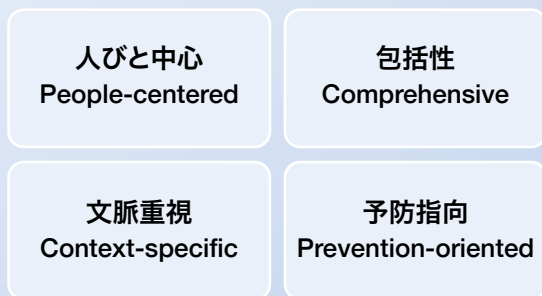 人びと中心
People-centered
包括性
Comprehensive
文脈重視
Context-specific
予防指向
Prevention-oriented